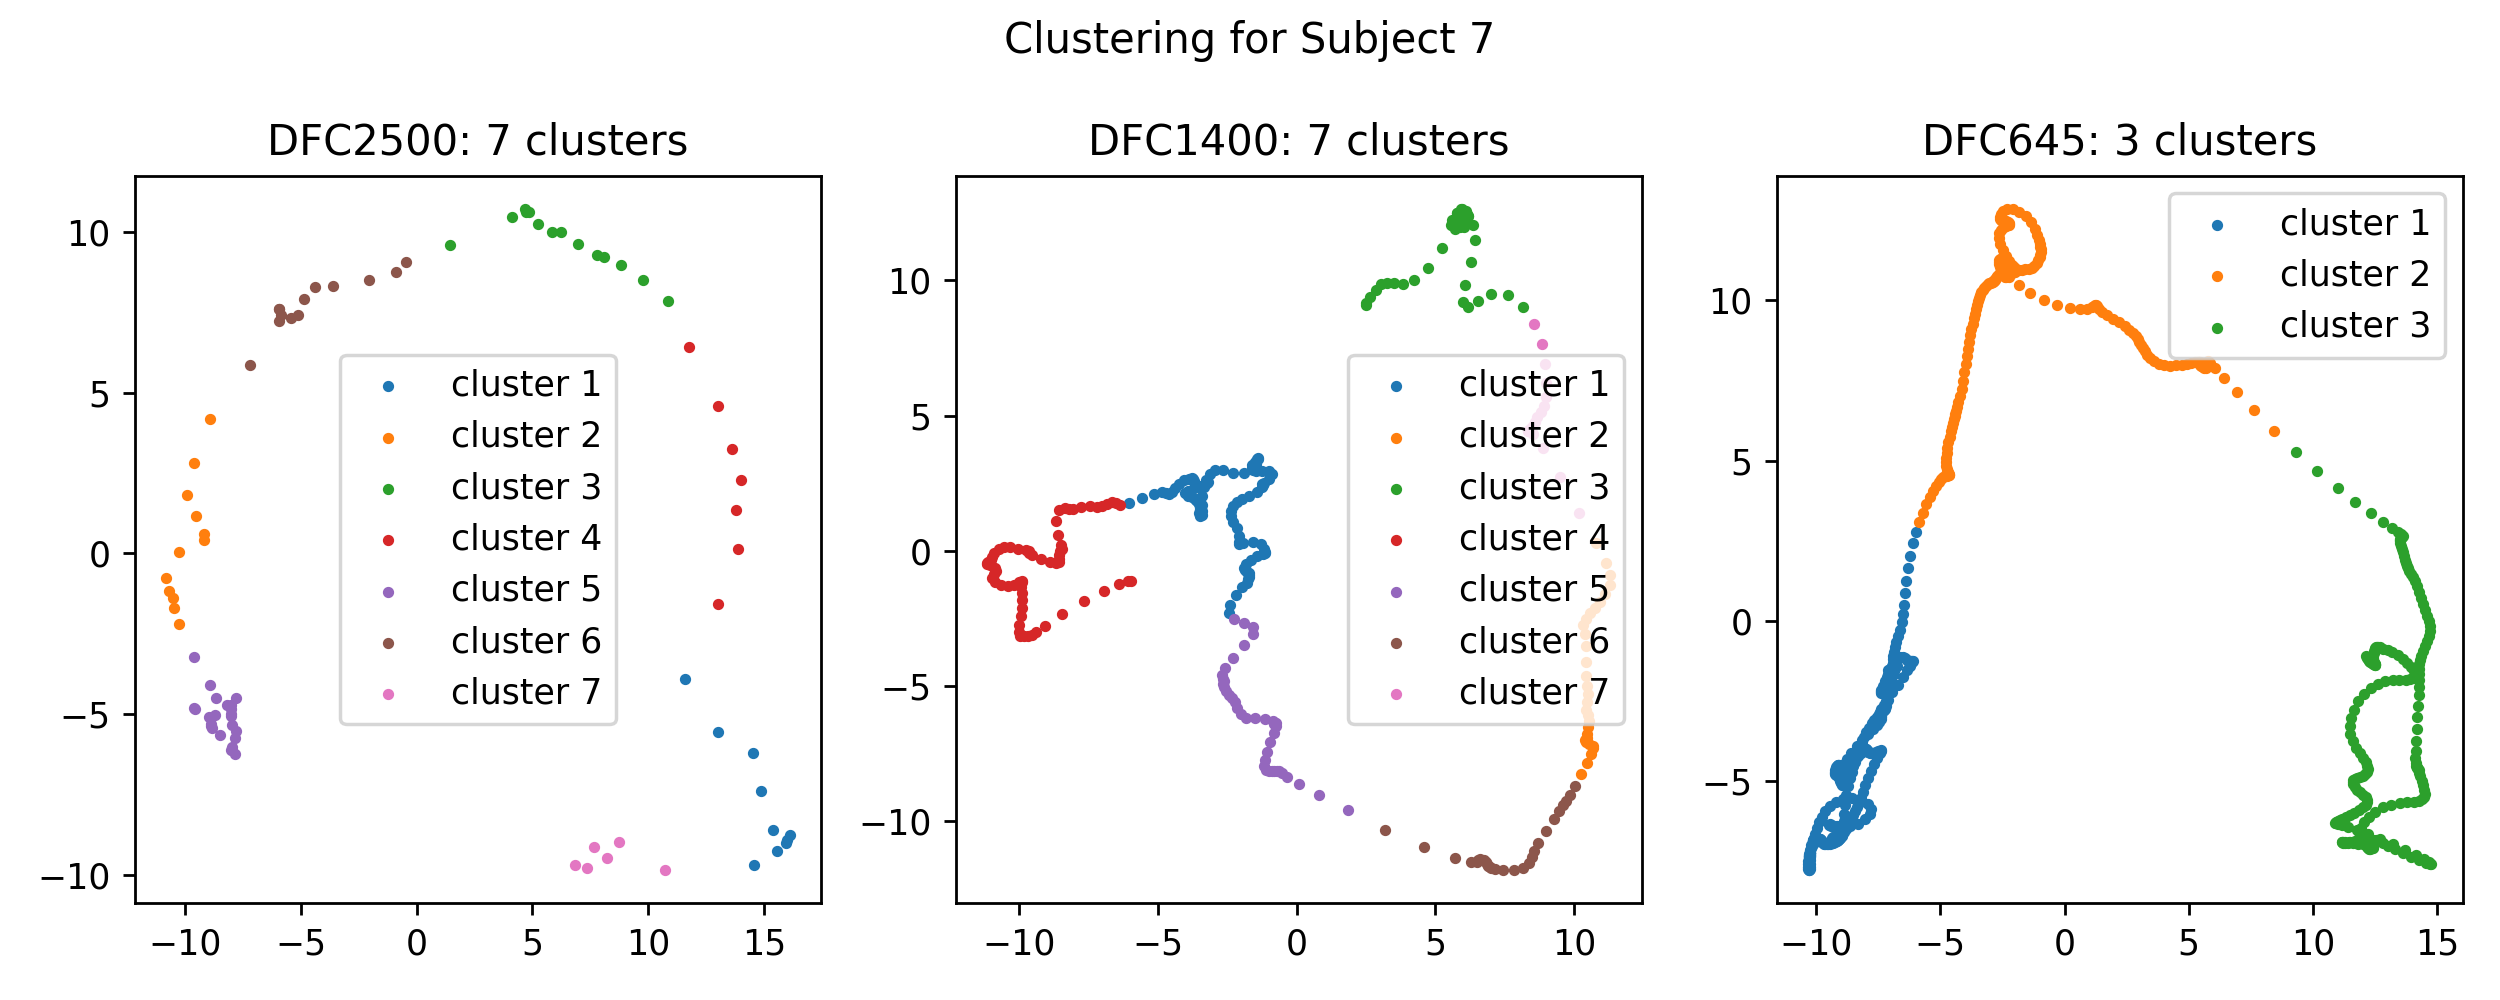 Clustering for Subject 7
DFC2500: 7 clusters
10
5
0
−5
−10
−10
−5
0
5
10
15
cluster 1
cluster 2
cluster 3
cluster 4
cluster 5
cluster 6
cluster 7
DFC1400: 7 clusters
10
5
0
−5
−10
−10
−5
0
5
10
cluster 1
cluster 2
cluster 3
cluster 4
cluster 5
cluster 6
cluster 7
DFC645: 3 clusters
10
5
0
−5
−10
−5
0
5
10
15
cluster 1
cluster 2
cluster 3